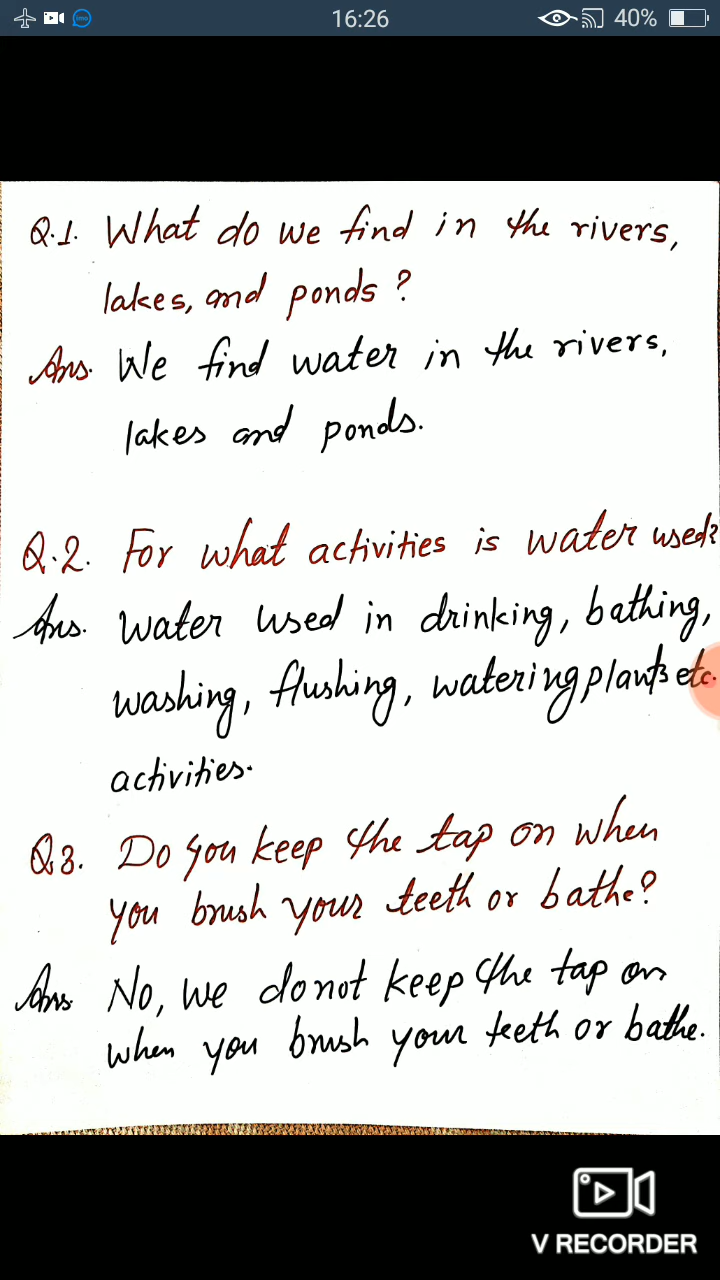 16:26
40%
Q.1. What do we find in the rivers,
lakes, and ponds?
Ans. We find water in the rivers,
lakes and ponds.
Q.2. For what activities is water used?
Ans. Water used in drinking, bathing,
washing, flushing, watering plants etc.
activities.
Q.3. Do you keep the tap on when
you brush your teeth or bathe?
Ans No, we do not keep the tap on
when you brush your teeth or bathe.
V RECORDER